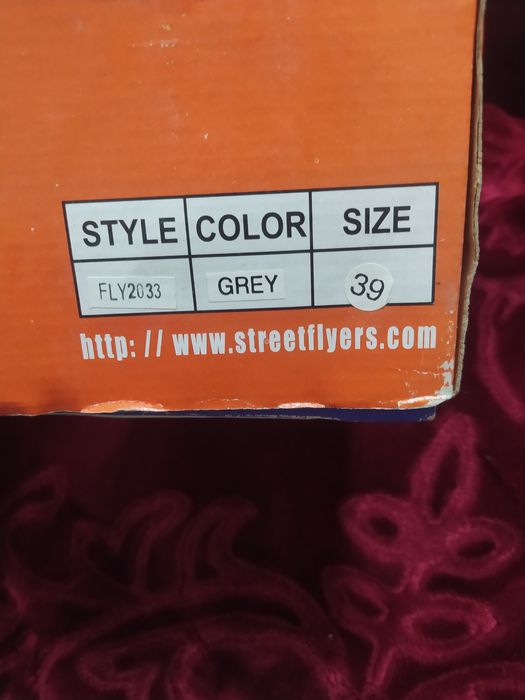 STYLE COLOR SIZE
FLY2033 GREY 39
http: // www.streetflyers.com